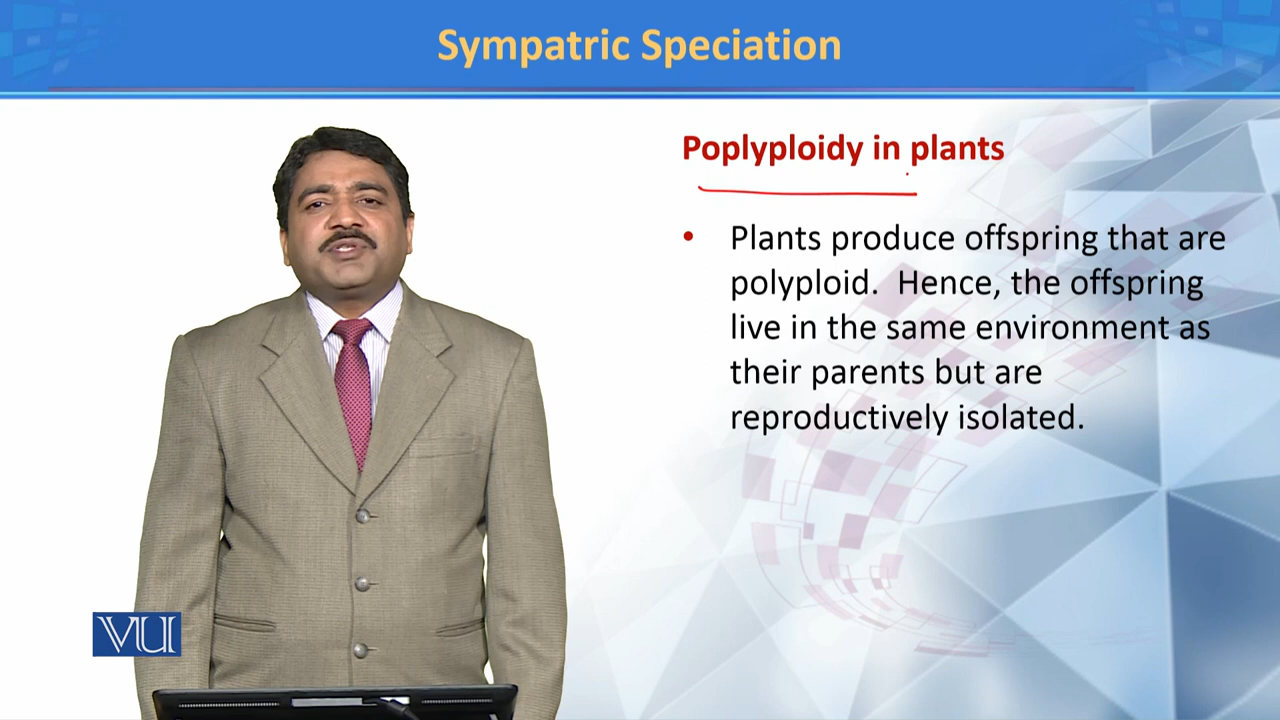 Sympatric Speciation
Poplyploidy in plants
• Plants produce offspring that are
polyploid.  Hence, the offspring
live in the same environment as
their parents but are
reproductively isolated.
VU